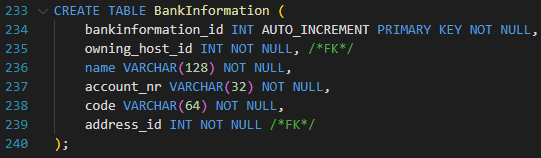 233 CREATE TABLE BankInformation (
234 bankinformation_id INT AUTO_INCREMENT PRIMARY KEY NOT NULL,
235 owning_host_id INT NOT NULL, /*FK*/
236 name VARCHAR(128) NOT NULL,
237 account_nr VARCHAR(32) NOT NULL,
238 code VARCHAR(64) NOT NULL,
239 address_id INT NOT NULL /*FK*/
240 );